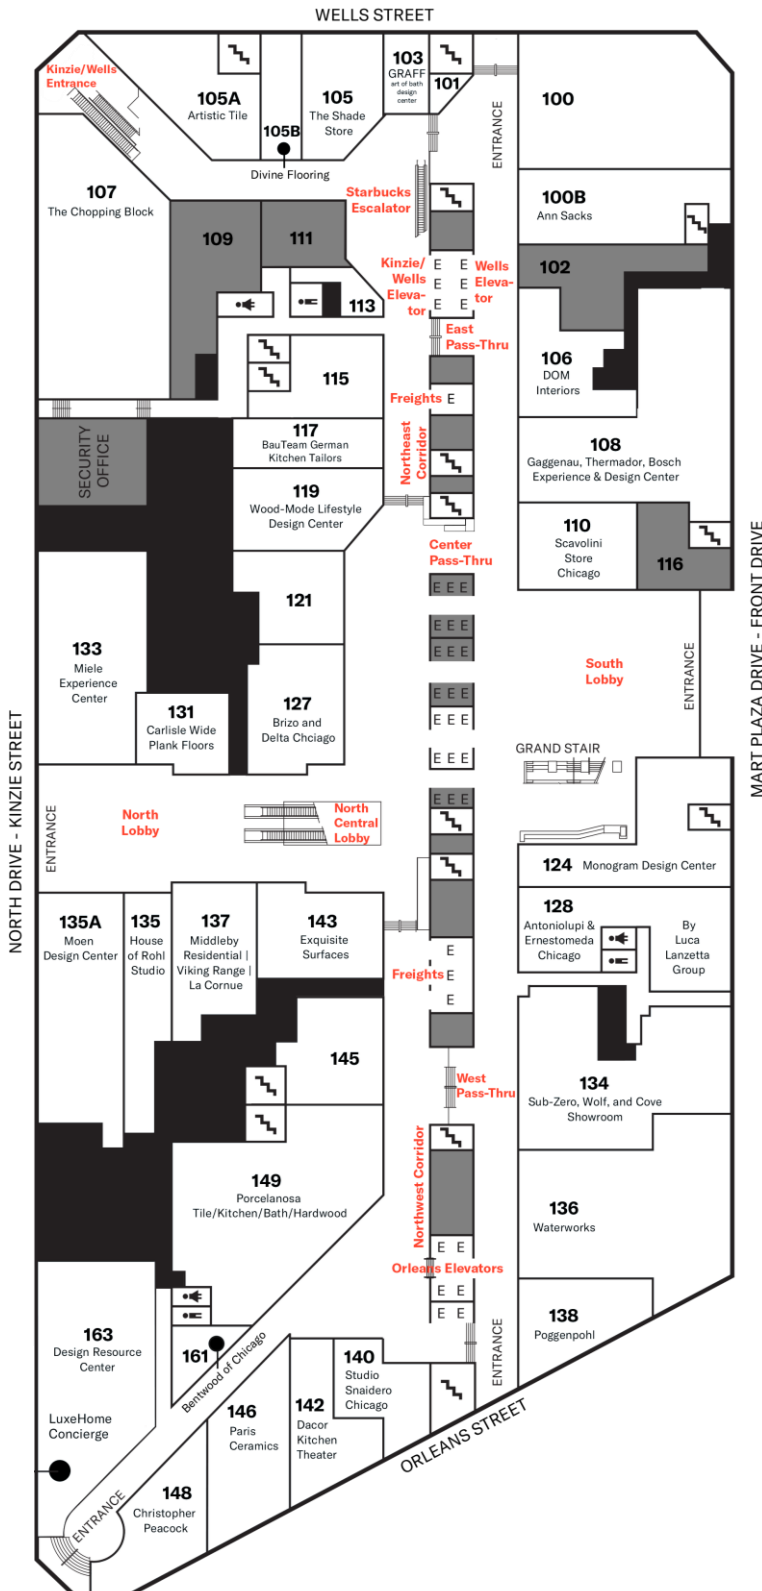 WELLS STREET
Kinzie/Wells
Entrance
105A
Artistic Tile
105B
Divine Flooring
105
The Shade
Store
103
GRAFF
art of bath
design
center
101
ENTRANCE
100
107
The Chopping Block
Starbucks
Escalator
100B
Ann Sacks
109
111
113
Kinzie/
Wells
Eleva-
tor
E E
E E
E E
Wells
Eleva-
tor
102
East
Pass-Thru
106
DOM
Interiors
115
Freights
E
117
BauTeam German
Kitchen Tailors
Northeast
Corridor
108
Gaggenau, Thermador, Bosch
Experience & Design Center
SECURITY
OFFICE
119
Wood-Mode Lifestyle
Design Center
110
Scavolini
Store
Chicago
116
Center
Pass-Thru
E E E
E E E
E E E
E E E
E E E
E E E
E E E
121
133
Miele
Experience
Center
131
Carlisle Wide
Plank Floors
127
Brizo and
Delta Chciago
South
Lobby
ENTRANCE
MART PLAZA DRIVE - FRONT DRIVE
GRAND STAIR
NORTH DRIVE - KINZIE STREET
ENTRANCE
North
Lobby
North
Central
Lobby
124 Monogram Design Center
135A
Moen
Design Center
135
House
of Rohl
Studio
137
Middleby
Residential |
Viking Range |
La Cornue
143
Exquisite
Surfaces
128
Antoniolupi &
Ernestomeda
Chicago
By
Luca
Lanzetta
Group
Freights
E
E
E
145
West
Pass-Thru
134
Sub-Zero, Wolf, and Cove
Showroom
149
Porcelanosa
Tile/Kitchen/Bath/Hardwood
Northwest Corridor
136
Waterworks
E E
Orleans Elevators
E E
E E
163
Design Resource
Center
161
Bentwood of Chicago
138
Poggenpohl
ENTRANCE
140
Studio
Snaidero
Chicago
142
Dacor
Kitchen
Theater
146
Paris
Ceramics
LuxeHome
Concierge
ORLEANS STREET
148
Christopher
Peacock
ENTRANCE